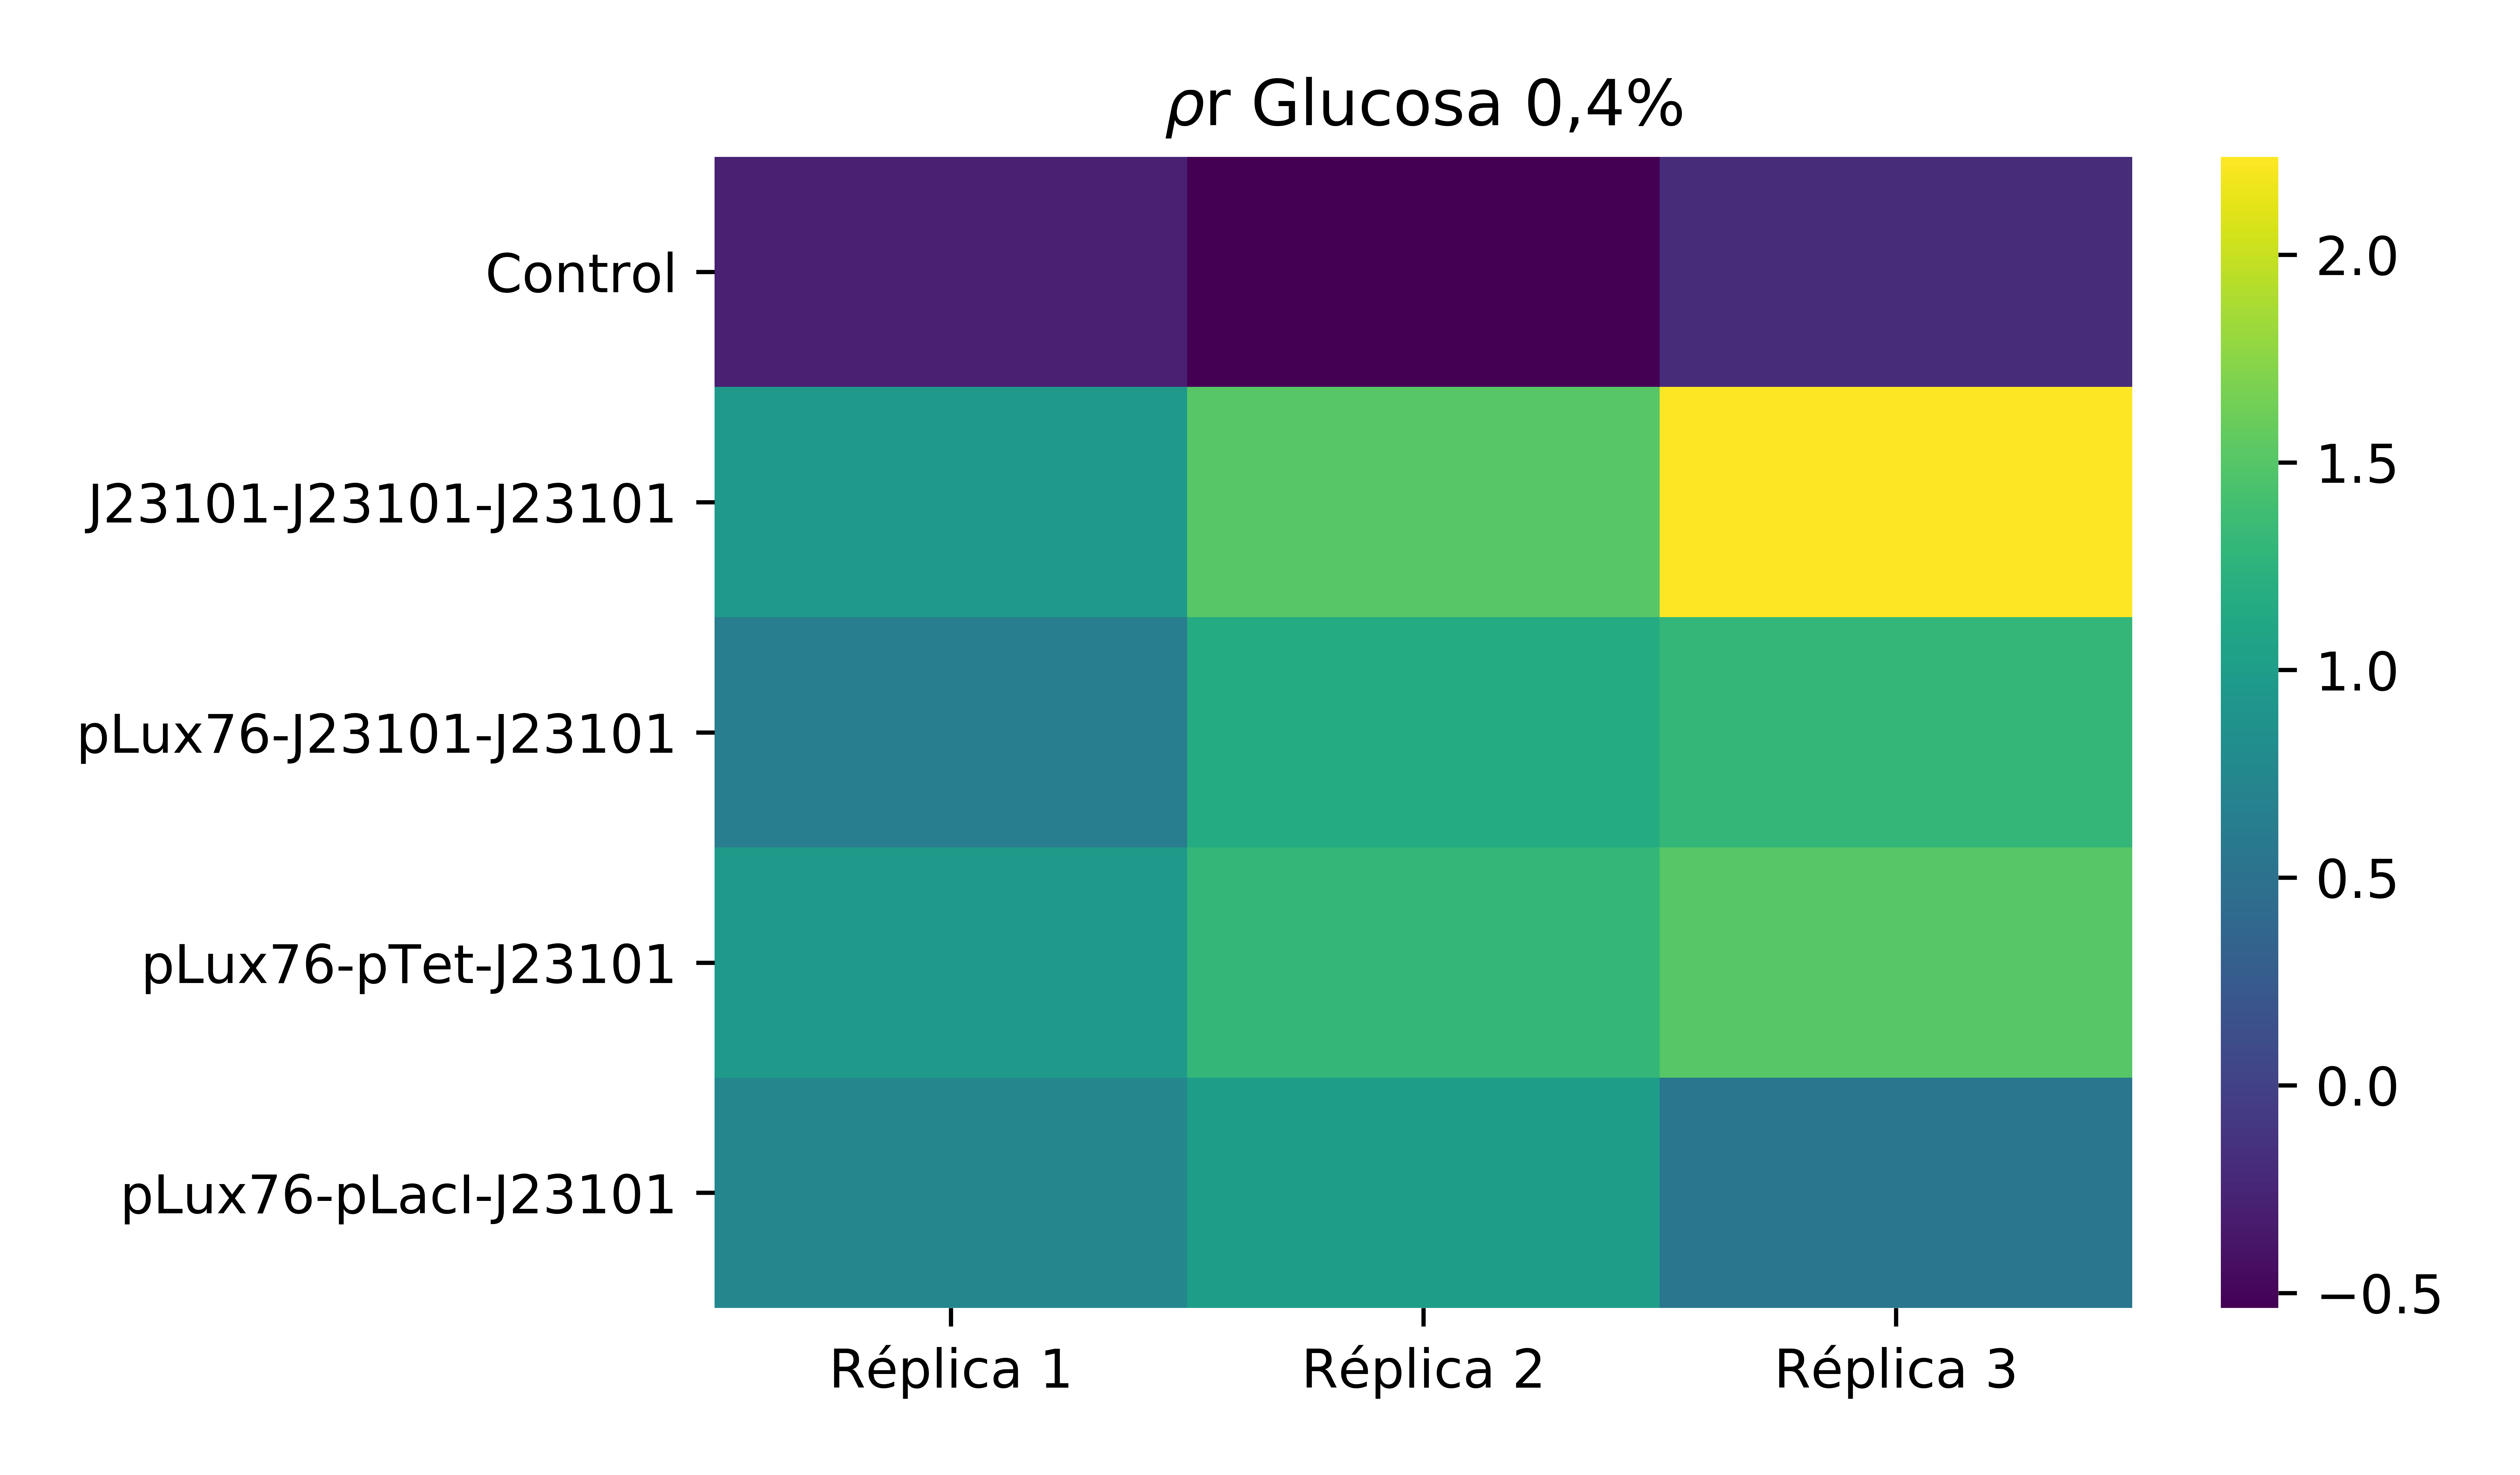 ρr Glucosa 0,4%
Control
J23101-J23101-J23101
pLux76-J23101-J23101
pLux76-pTet-J23101
pLux76-pLacI-J23101
Réplica 1
Réplica 2
Réplica 3
2.0
1.5
1.0
0.5
0.0
−0.5